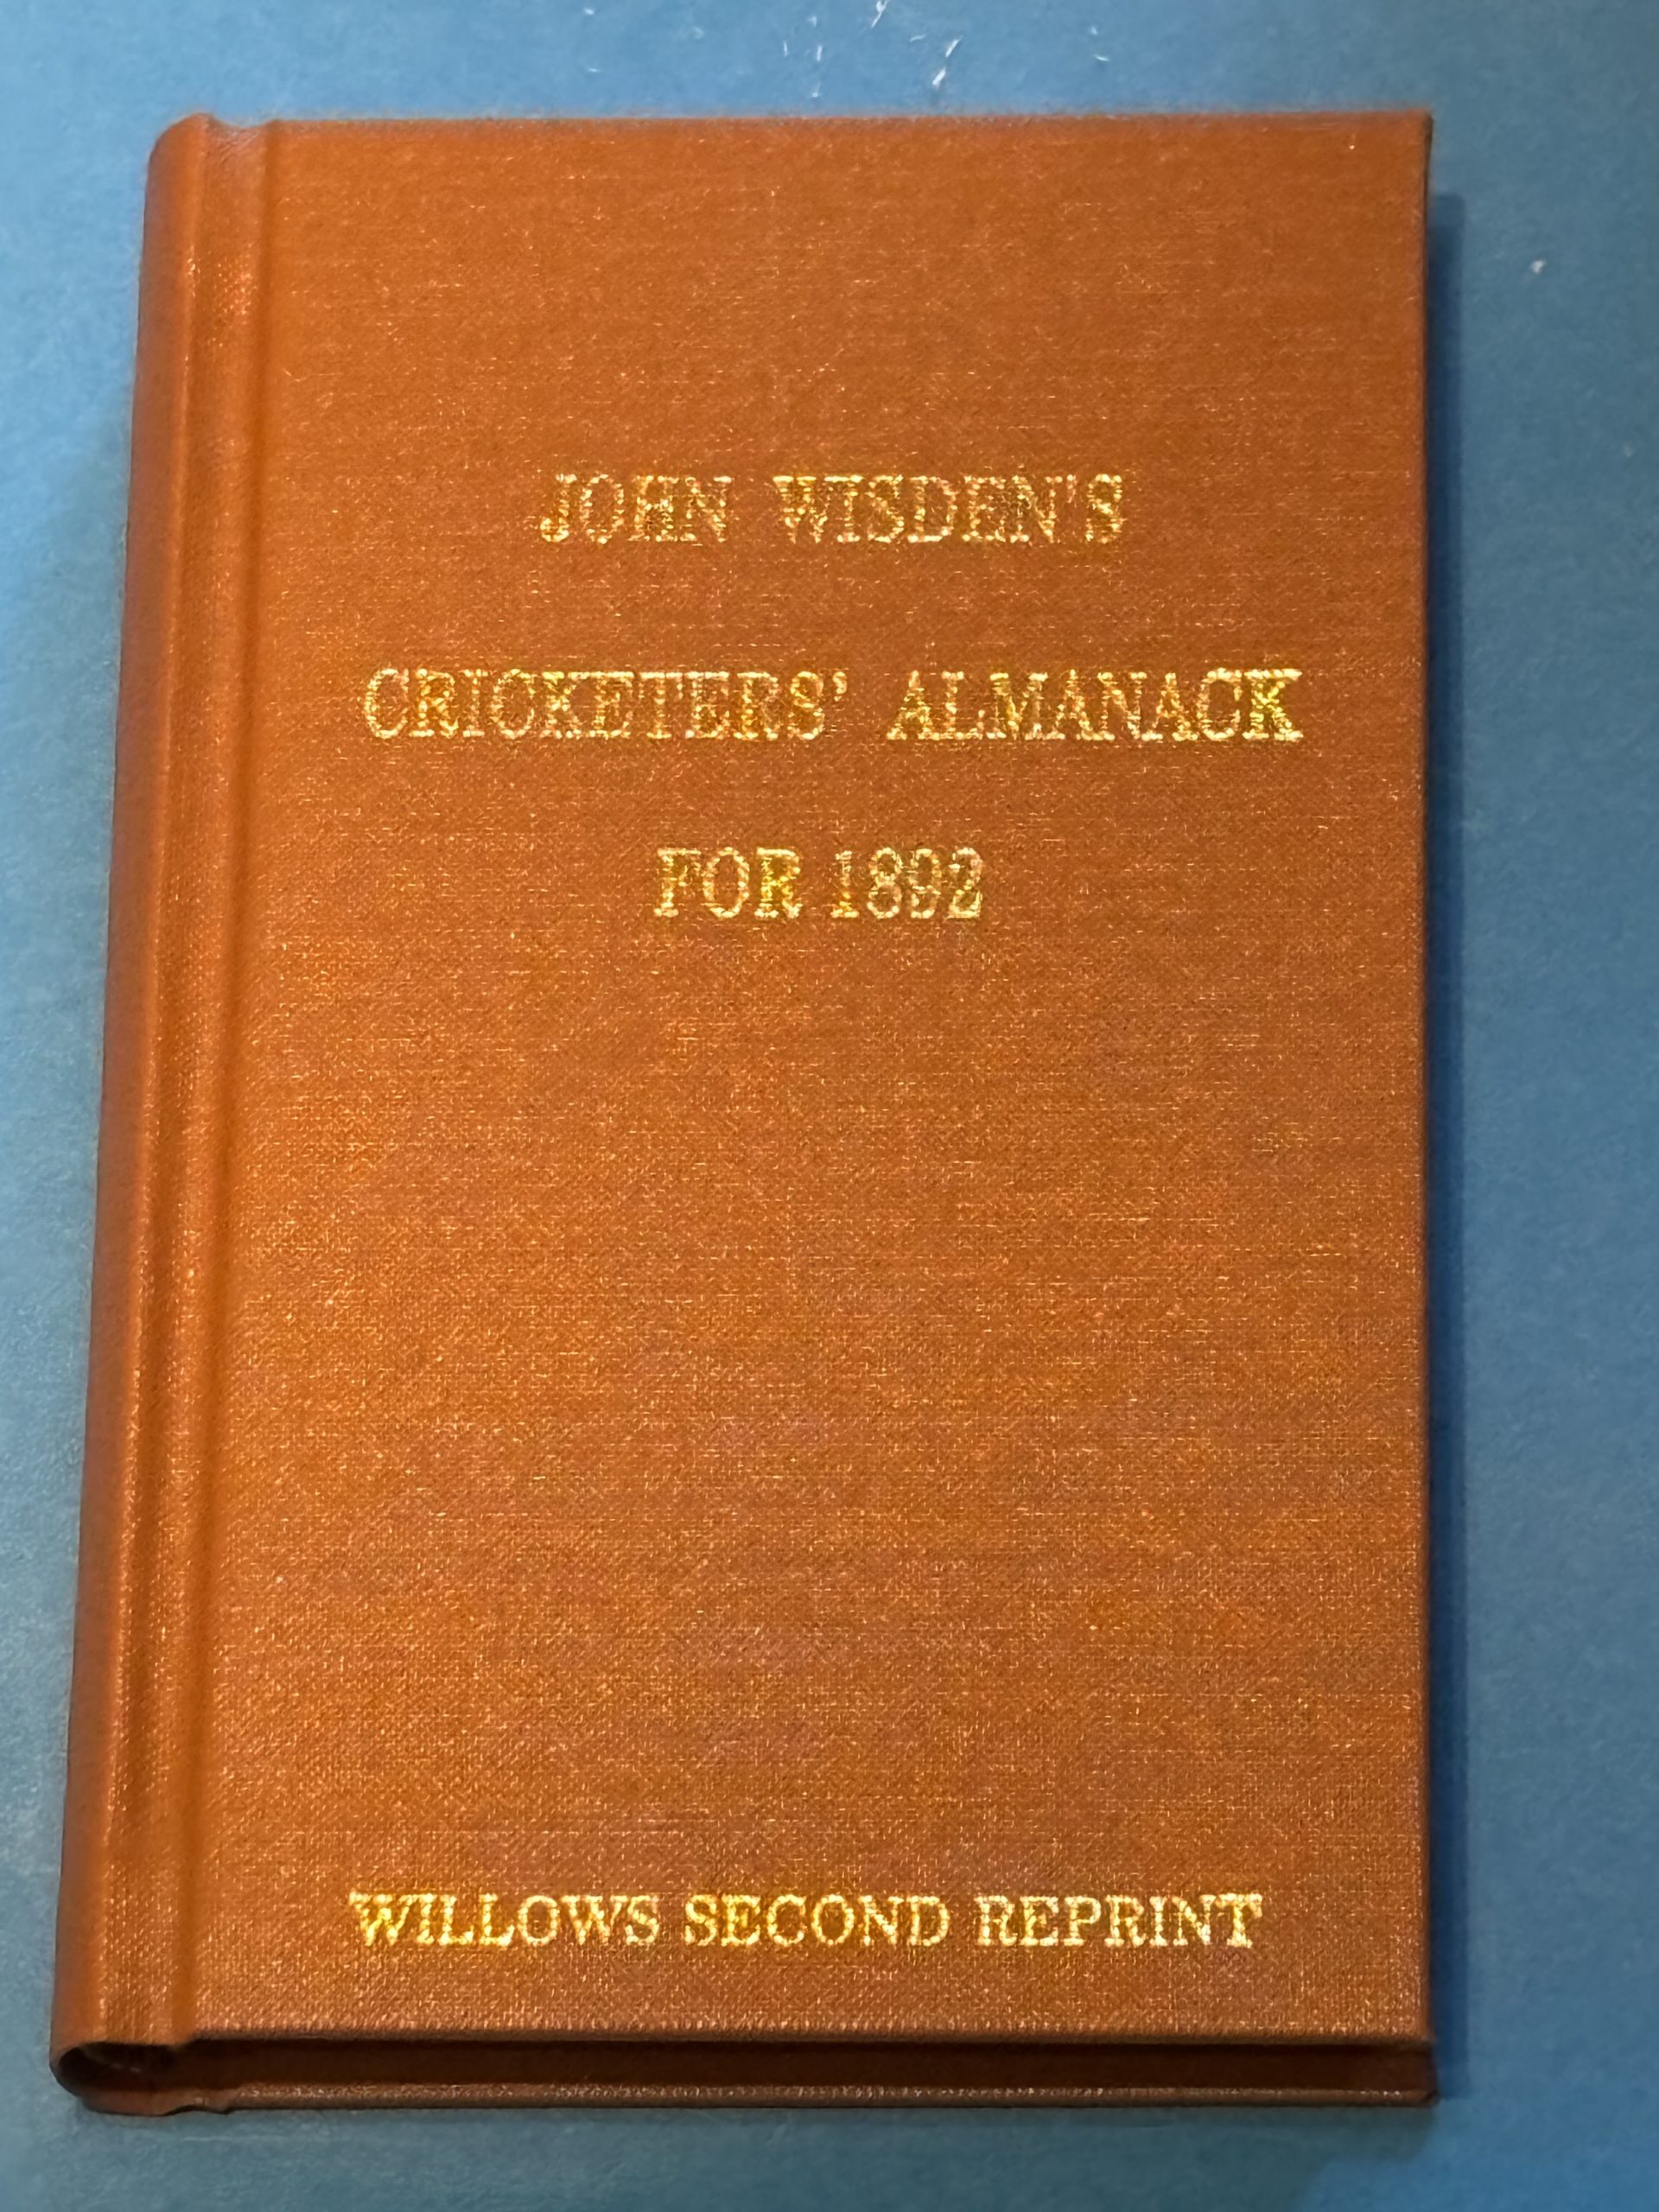 JOHN WISDEN'S
CRICKETERS' ALMANACK
FOR 1892
WILLOWS SECOND REPRINT